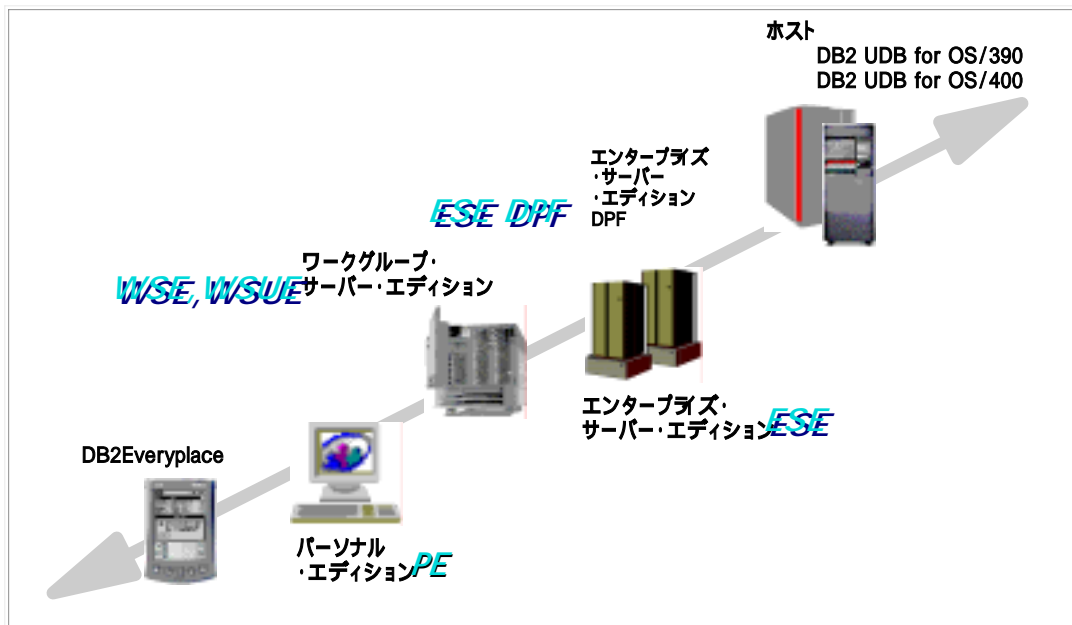 ホスト
DB2 UDB for OS/390
DB2 UDB for OS/400
エンタープライズ
・サーバー
・エディション
DPF
ESE DPF
ワークグループ・
サーバー・エディション
WSE, WSUE
エンタープライズ・
サーバー・エディション
ESE
DB2Everyplace
パーソナル
・エディション
PE